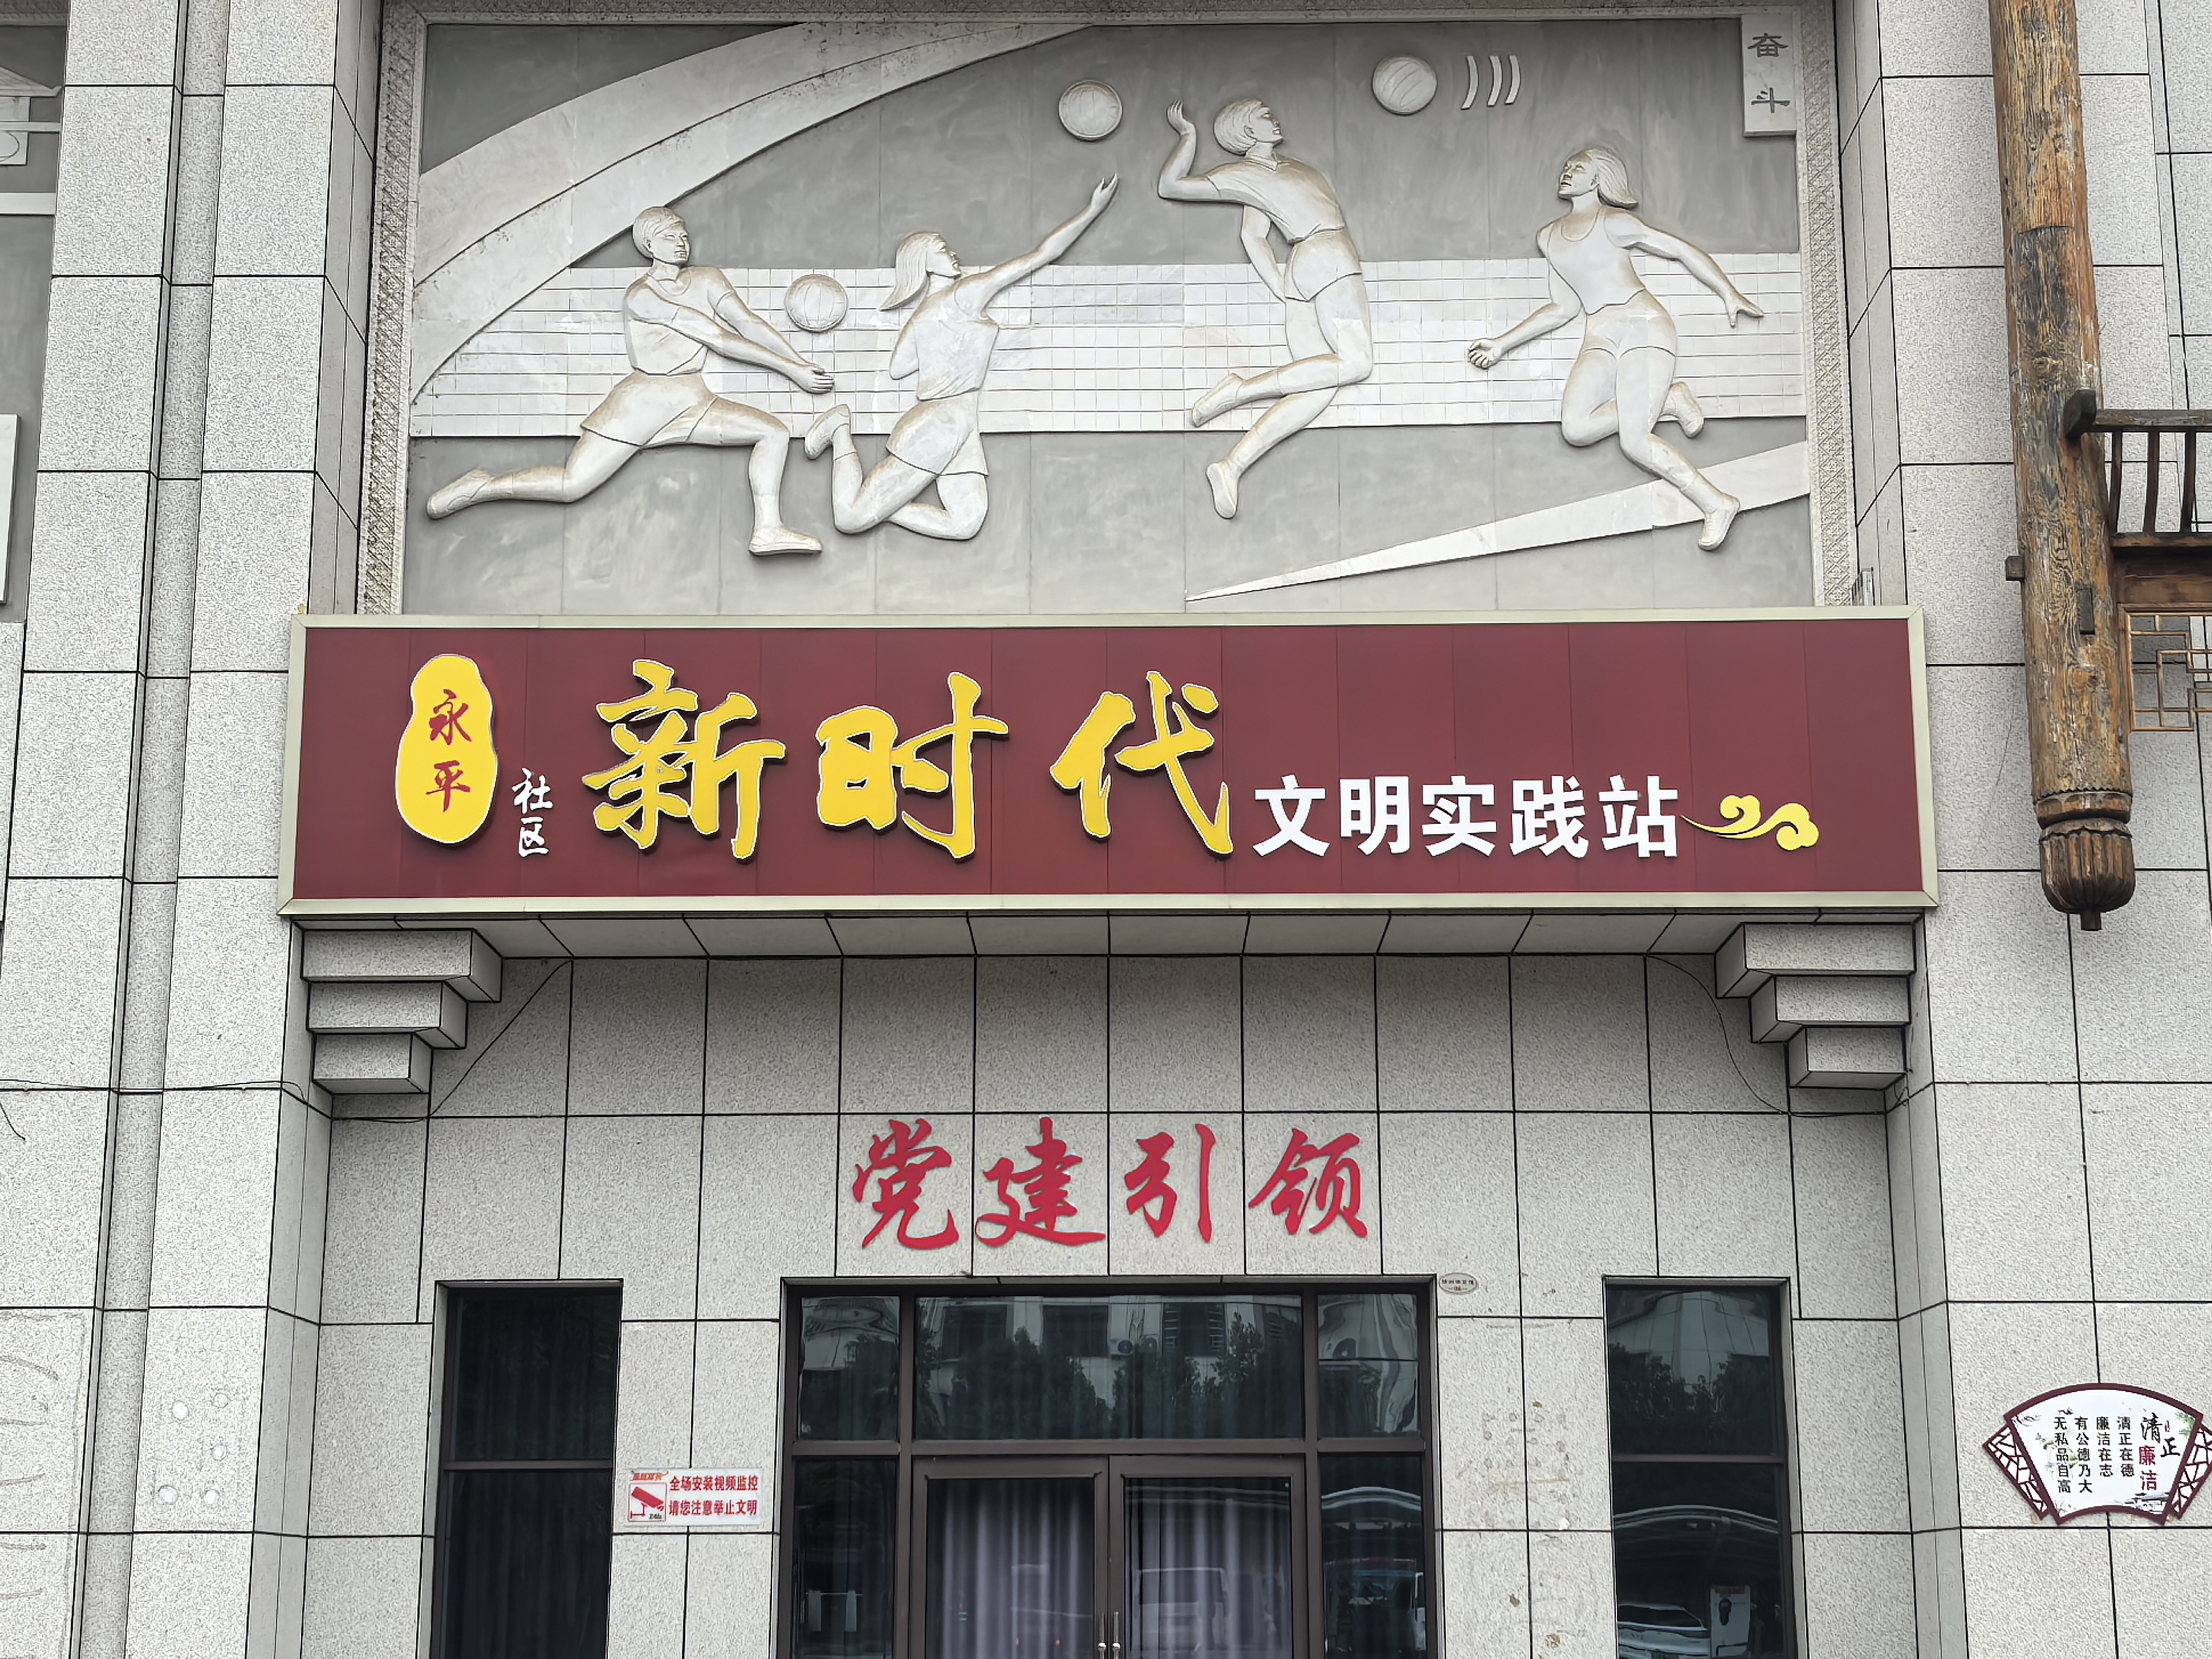 奋斗
永平
社区
新时代文明实践站
党建引领
全场安装视频监控
请您注意举止文明
清正
廉洁
清正在德
廉洁在志
有公德乃大
无私品自高